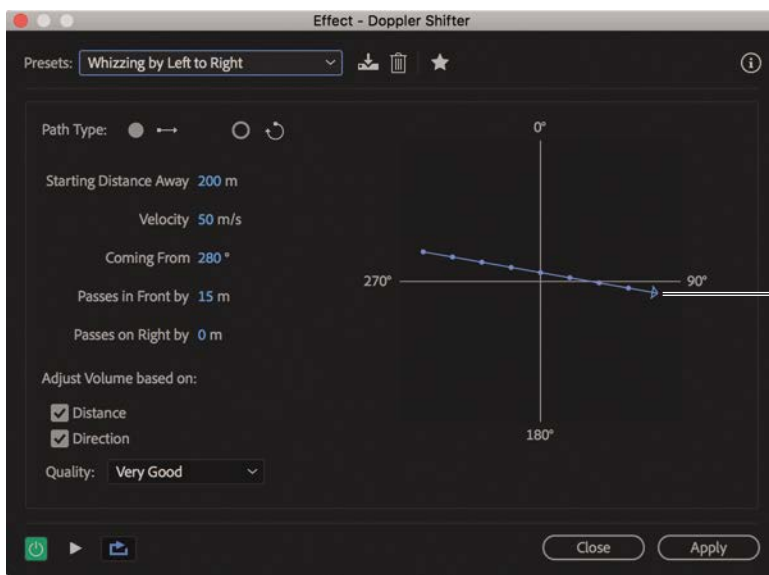 Effect - Doppler Shifter
Presets: Whizzing by Left to Right
Path Type:
Starting Distance Away 200 m
Velocity 50 m/s
Coming From 280 °
Passes in Front by 15 m
Passes on Right by 0 m
Adjust Volume based on:
Distance
Direction
Quality: Very Good
0°
270°
90°
180°
Close
Apply